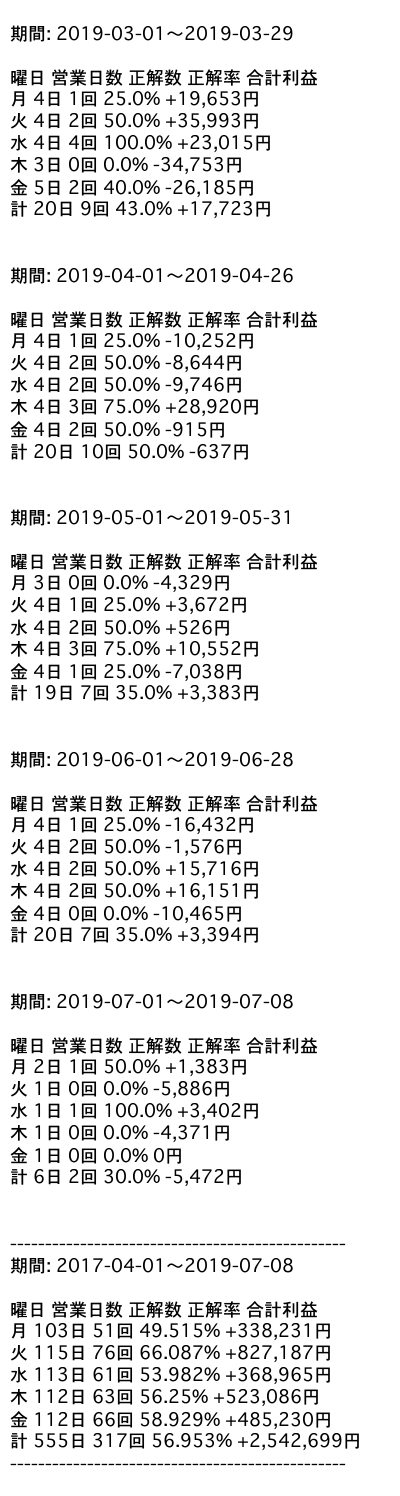 期間: 2019-03-01〜2019-03-29
曜日 営業日数 正解数 正解率 合計利益
月 4日 1回 25.0% +19,653円
火 4日 2回 50.0% +35,993円
水 4日 4回 100.0% +23,015円
木 3日 0回 0.0% -34,753円
金 5日 2回 40.0% -26,185円
計 20日 9回 43.0% +17,723円
期間: 2019-04-01〜2019-04-26
曜日 営業日数 正解数 正解率 合計利益
月 4日 1回 25.0% -10,252円
火 4日 2回 50.0% -8,644円
水 4日 2回 50.0% -9,746円
木 4日 3回 75.0% +28,920円
金 4日 2回 50.0% -915円
計 20日 10回 50.0% -637円
期間: 2019-05-01〜2019-05-31
曜日 営業日数 正解数 正解率 合計利益
月 3日 0回 0.0% -4,329円
火 4日 1回 25.0% +3,672円
水 4日 2回 50.0% +526円
木 4日 3回 75.0% +10,552円
金 4日 1回 25.0% -7,038円
計 19日 7回 35.0% +3,383円
期間: 2019-06-01〜2019-06-28
曜日 営業日数 正解数 正解率 合計利益
月 4日 1回 25.0% -16,432円
火 4日 2回 50.0% -1,576円
水 4日 2回 50.0% +15,716円
木 4日 2回 50.0% +16,151円
金 4日 0回 0.0% -10,465円
計 20日 7回 35.0% +3,394円
期間: 2019-07-01〜2019-07-08
曜日 営業日数 正解数 正解率 合計利益
月 2日 1回 50.0% +1,383円
火 1日 0回 0.0% -5,886円
水 1日 1回 100.0% +3,402円
木 1日 0回 0.0% -4,371円
金 1日 0回 0.0% 0円
計 6日 2回 30.0% -5,472円
------------------------------------------------
期間: 2017-04-01〜2019-07-08
曜日 営業日数 正解数 正解率 合計利益
月 103日 51回 49.515% +338,231円
火 115日 76回 66.087% +827,187円
水 113日 61回 53.982% +368,965円
木 112日 63回 56.25% +523,086円
金 112日 66回 58.929% +485,230円
計 555日 317回 56.953% +2,542,699円
------------------------------------------------